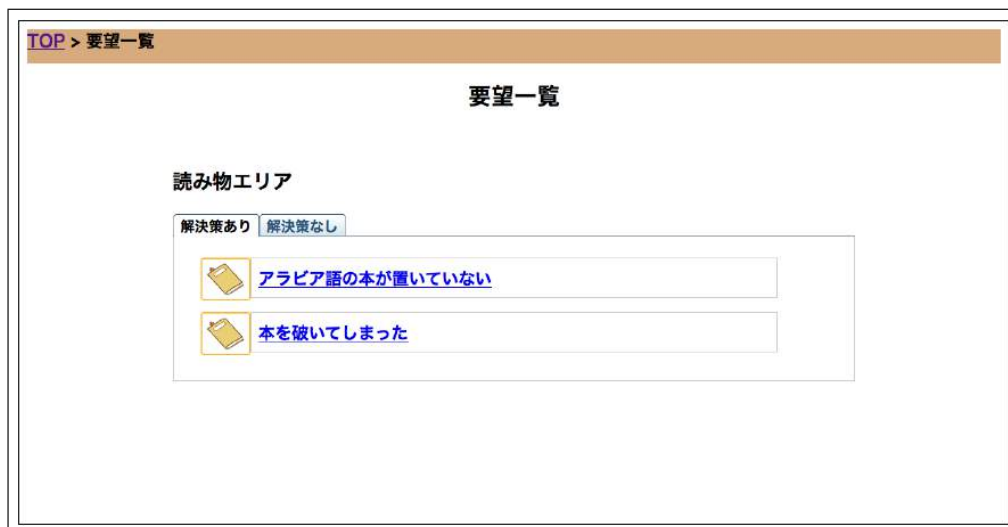 TOP > 要望一覧
要望一覧
読み物エリア
解決策あり 解決策なし
アラビア語の本が置いていない
本を破いてしまった